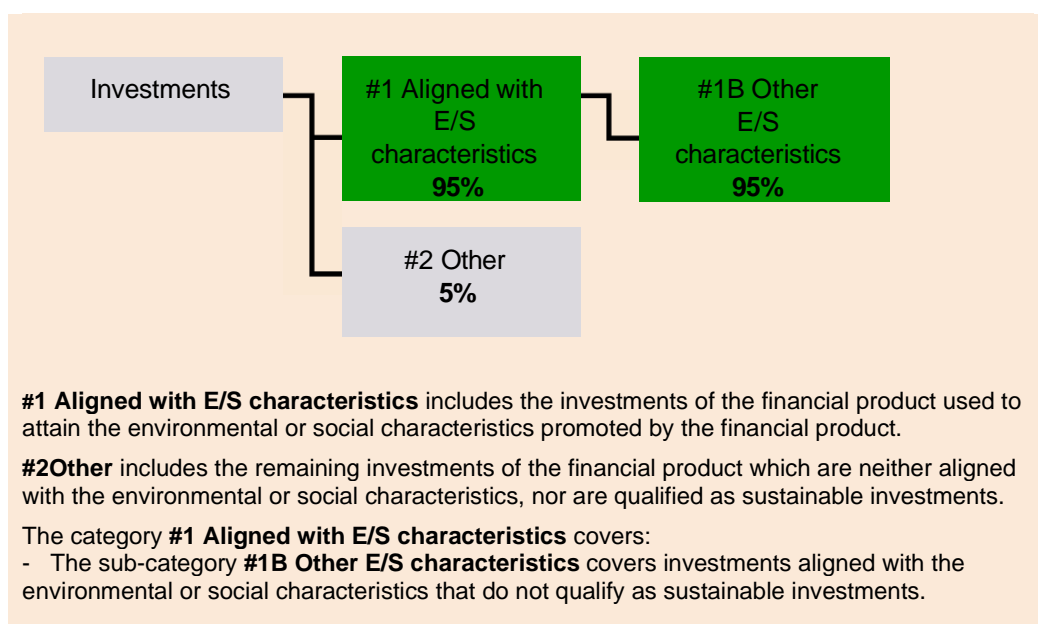 Investments
#1 Aligned with
E/S
characteristics
95%
#1B Other
E/S
characteristics
95%
#2 Other
5%
#1 Aligned with E/S characteristics includes the investments of the financial product used to
attain the environmental or social characteristics promoted by the financial product.
#2Other includes the remaining investments of the financial product which are neither aligned
with the environmental or social characteristics, nor are qualified as sustainable investments.
The category #1 Aligned with E/S characteristics covers:
- The sub-category #1B Other E/S characteristics covers investments aligned with the
environmental or social characteristics that do not qualify as sustainable investments.